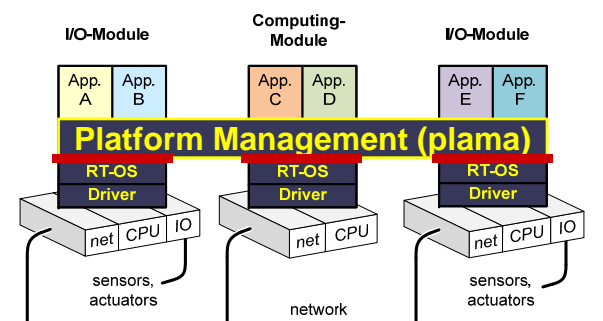 I/O-Module
Computing-
Module
I/O-Module
App.
A
App.
B
App.
C
App.
D
App.
E
App.
F
Platform Management (plama)
RT-OS
RT-OS
RT-OS
Driver
Driver
Driver
net CPU IO
net CPU
net CPU IO
sensors,
actuators
network
sensors,
actuators